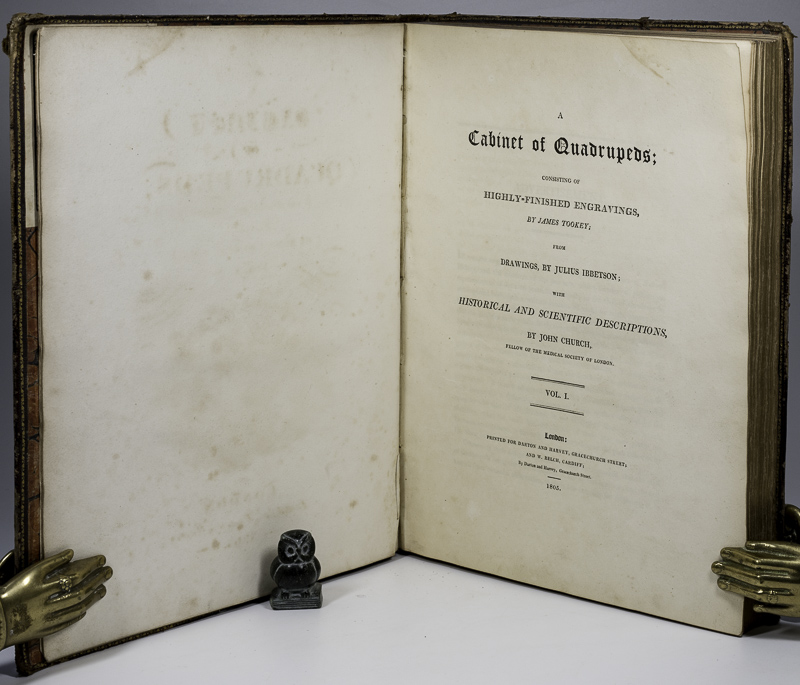 A
Cabinet of Quadrupeds;
CONSISTING OF
HIGHLY-FINISHED ENGRAVINGS,
BY JAMES TOOKEY;
FROM
DRAWINGS, BY JULIUS IBBETSON;
WITH
HISTORICAL AND SCIENTIFIC DESCRIPTIONS,
BY JOHN CHURCH,
FELLOW OF THE MEDICAL SOCIETY OF LONDON.
VOL. I.
London:
PRINTED FOR DARTON AND HARVEY, GRACECHURCH STREET;
AND W. BELCH, CARDIFF;
By Darton and Harvey, Gracechurch-Street.
1805.